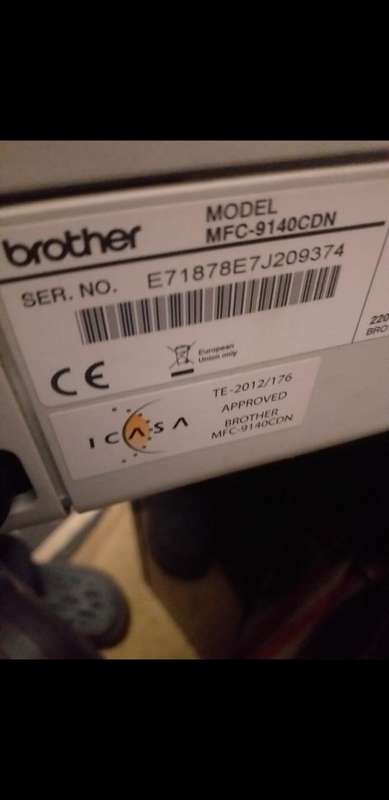 brother
MODEL
MFC-9140CDN
SER. NO. E71878E7J209374
220
BRO
CE
European
Union only
ICASA
TE-2012/176
APPROVED
BROTHER
MFC-9140CDN